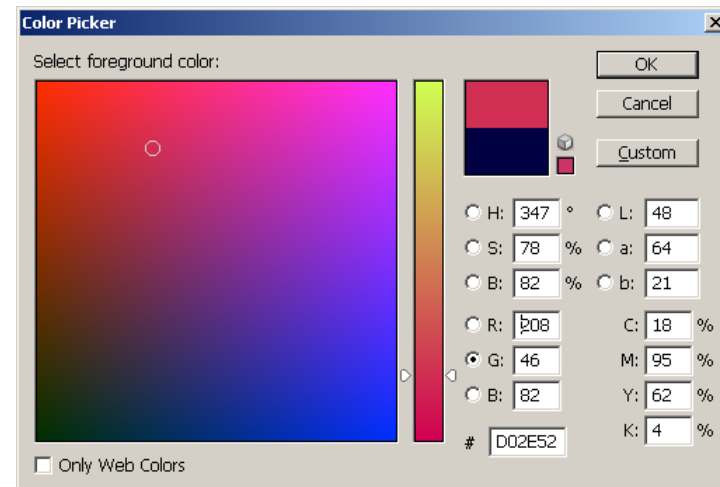 Color Picker
Select foreground color:
OK
Cancel
Custom
H: 347 ° L: 48
S: 78 % a: 64
B: 82 % b: 21
R: 208 C: 18 %
G: 46 M: 95 %
B: 82 Y: 62 %
# D02E52 K: 4 %
Only Web Colors